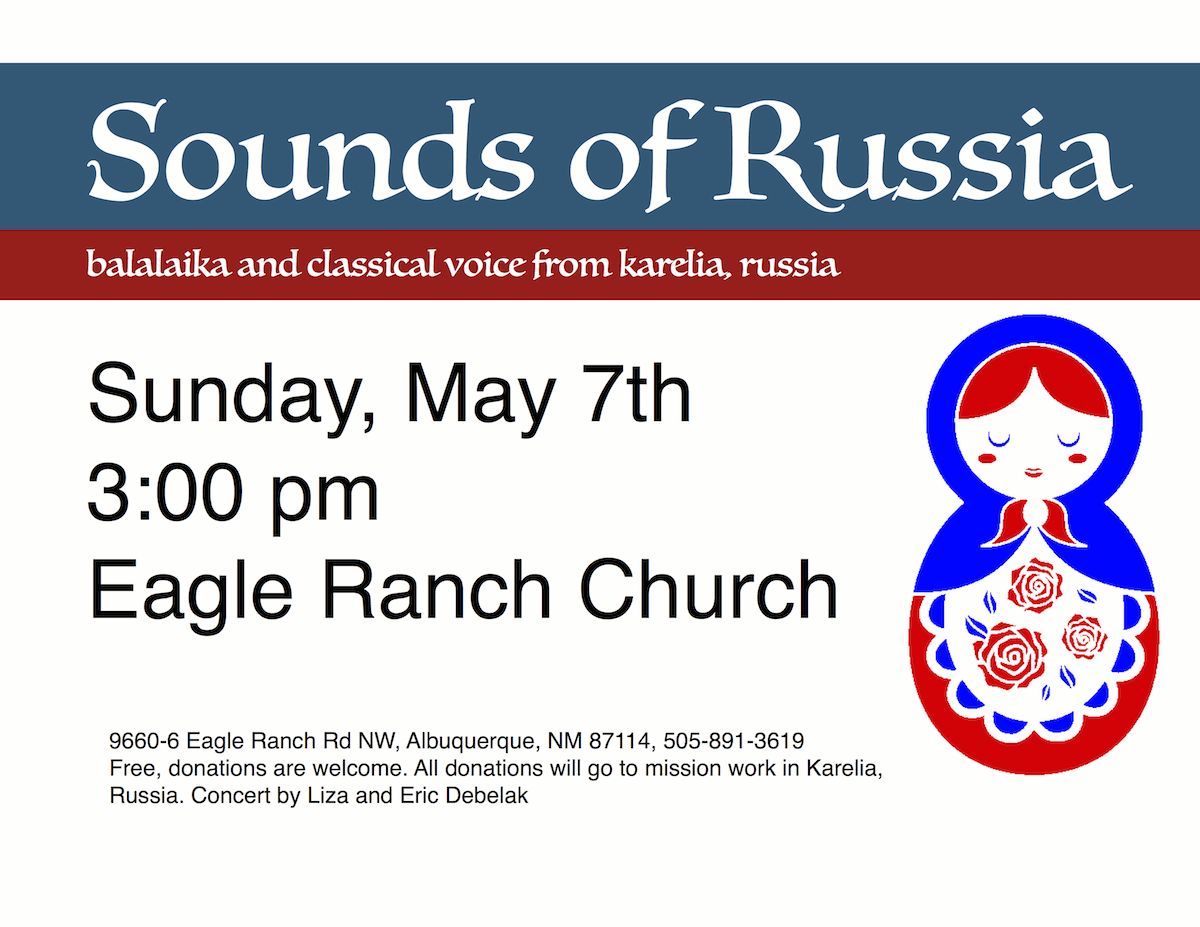 Sounds of Russia
balalaika and classical voice from karelia, russia
Sunday, May 7th
3:00 pm
Eagle Ranch Church
9660-6 Eagle Ranch Rd NW, Albuquerque, NM 87114, 505-891-3619
Free, donations are welcome. All donations will go to mission work in Karelia,
Russia. Concert by Liza and Eric Debelak